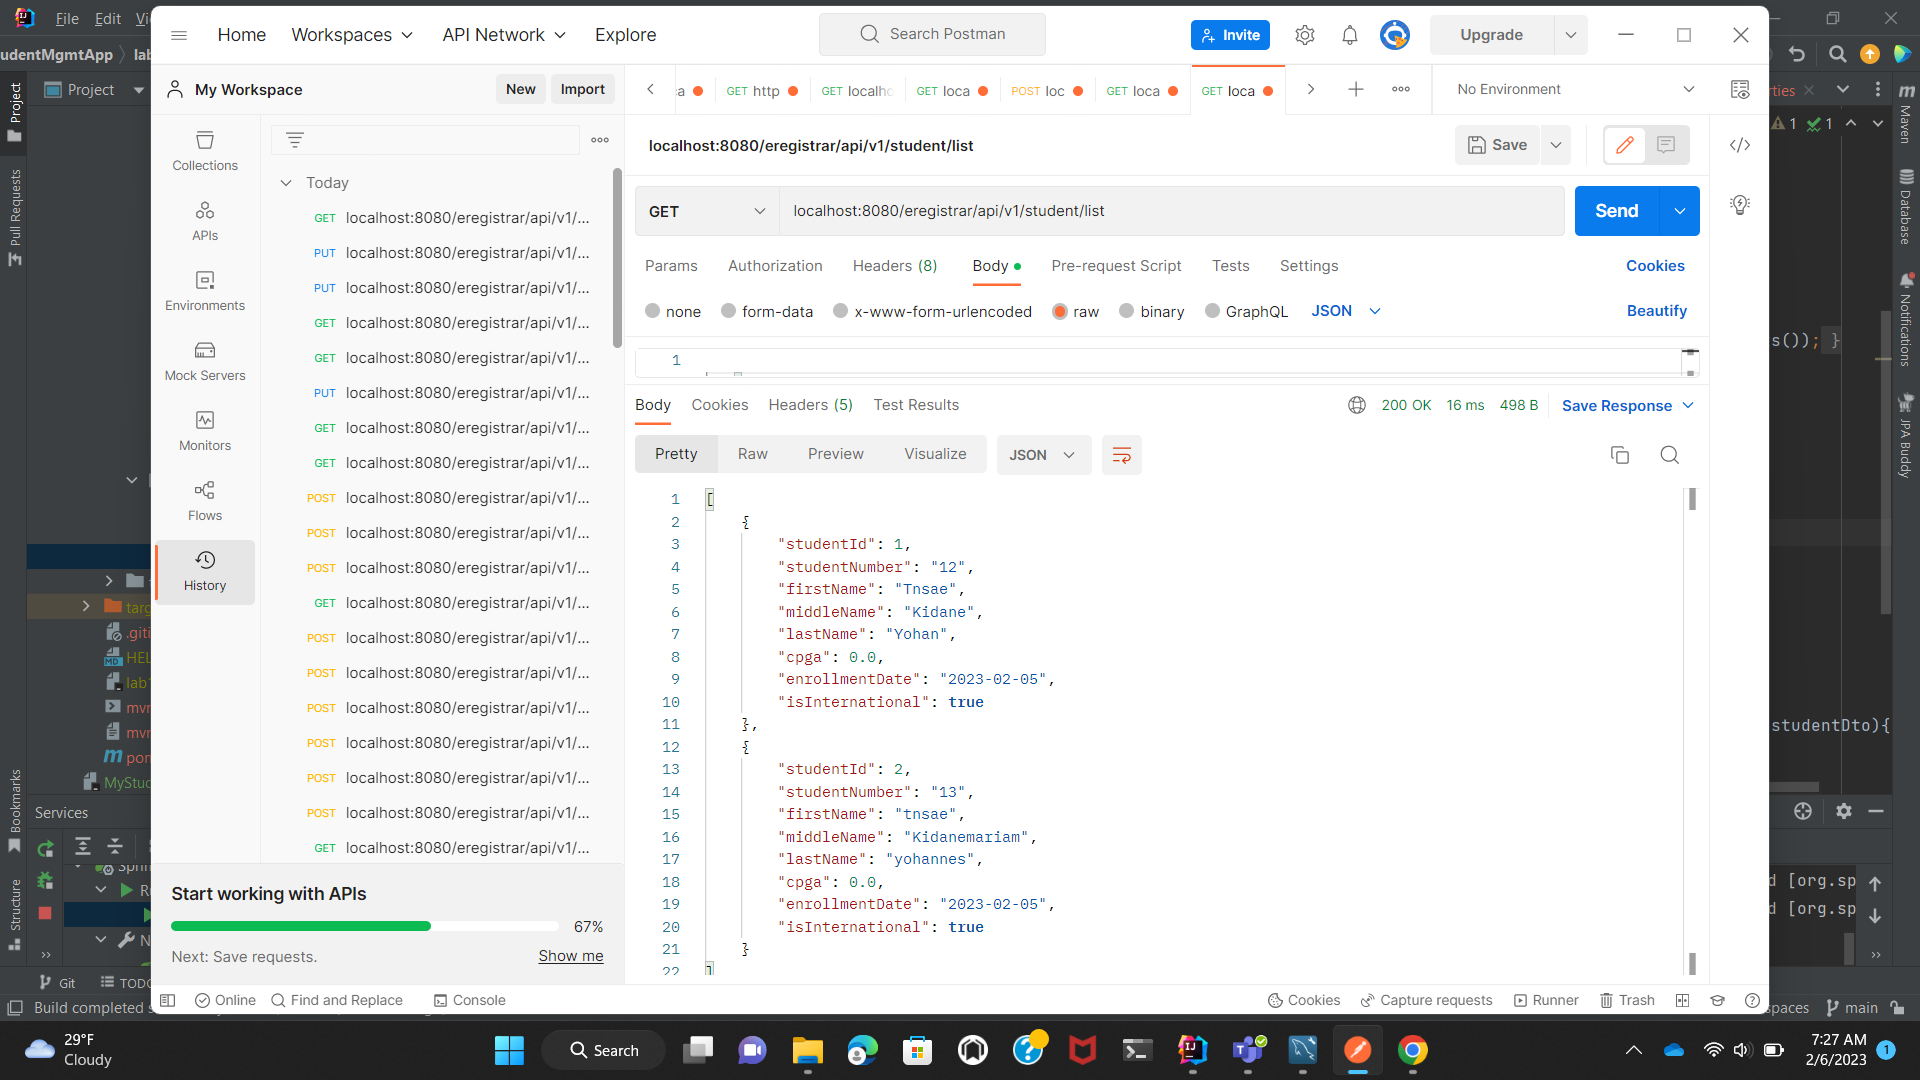 File Edit
Home Workspaces API Network Explore
Search Postman
Invite
Upgrade
udentMgmtApp
My Workspace
New Import
GET http
GET localho
GET loca
POST loc
GET loca
GET loca
No Environment
Project
Collections
APIs
Environments
Mock Servers
Monitors
Flows
History
Today
GET localhost:8080/eregistrar/api/v1/...
PUT localhost:8080/eregistrar/api/v1/...
PUT localhost:8080/eregistrar/api/v1/...
GET localhost:8080/eregistrar/api/v1/...
GET localhost:8080/eregistrar/api/v1/...
PUT localhost:8080/eregistrar/api/v1/...
GET localhost:8080/eregistrar/api/v1/...
GET localhost:8080/eregistrar/api/v1/...
POST localhost:8080/eregistrar/api/v1/...
POST localhost:8080/eregistrar/api/v1/...
POST localhost:8080/eregistrar/api/v1/...
GET localhost:8080/eregistrar/api/v1/...
POST localhost:8080/eregistrar/api/v1/...
POST localhost:8080/eregistrar/api/v1/...
POST localhost:8080/eregistrar/api/v1/...
POST localhost:8080/eregistrar/api/v1/...
POST localhost:8080/eregistrar/api/v1/...
POST localhost:8080/eregistrar/api/v1/...
GET localhost:8080/eregistrar/api/v1/...
Start working with APIs
67%
Next: Save requests. Show me
localhost:8080/eregistrar/api/v1/student/list
Save
GET localhost:8080/eregistrar/api/v1/student/list
Send
Params Authorization Headers (8) Body Pre-request Script Tests Settings Cookies
none form-data x-www-form-urlencoded raw binary GraphQL JSON Beautify
1
Body Cookies Headers (5) Test Results 200 OK 16 ms 498 B Save Response
Pretty Raw Preview Visualize JSON
1 [
2 {
3 "studentId": 1,
4 "studentNumber": "12",
5 "firstName": "Tnsae",
6 "middleName": "Kidane",
7 "lastName": "Yohan",
8 "cpga": 0.0,
9 "enrollmentDate": "2023-02-05",
10 "isInternational": true
11 },
12 {
13 "studentId": 2,
14 "studentNumber": "13",
15 "firstName": "tnsae",
16 "middleName": "Kidanemariam",
17 "lastName": "yohannes",
18 "cpga": 0.0,
19 "enrollmentDate": "2023-02-05",
20 "isInternational": true
21 }
22 ]
Online Find and Replace Console
Cookies Capture requests Runner Trash
Project
Pull Requests
Bookmarks
Structure
Services
Git TODO
Build completed
1 1
s()); }
studentDto){
d [org.sp
d [org.sp
main
Maven
Database
Notifications
JPA Buddy
29°F
Cloudy
Search
7:27 AM
2/6/2023
1